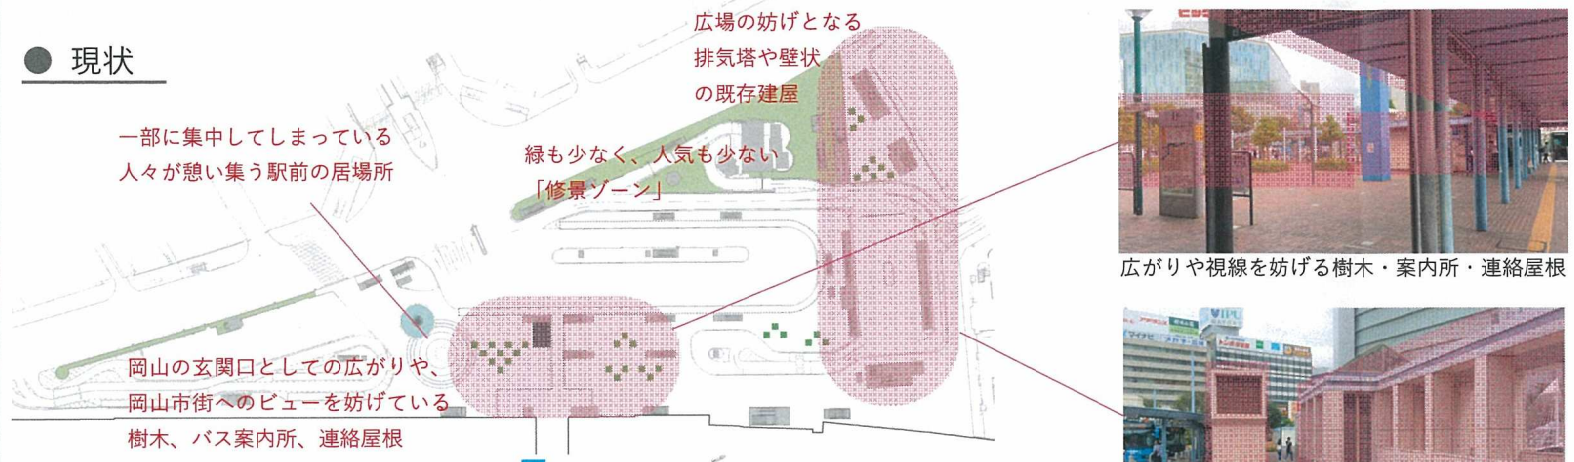 ● 現状
広場の妨げとなる
排気塔や壁状
の既存建屋
一部に集中してしまっている
人々が憩い集う駅前の居場所
緑も少なく、人気も少ない
「修景ゾーン」
岡山の玄関口としての広がりや、
岡山市街へのビューを妨げている
樹木、バス案内所、連絡屋根
広がりや視線を妨げる樹木・案内所・連絡屋根